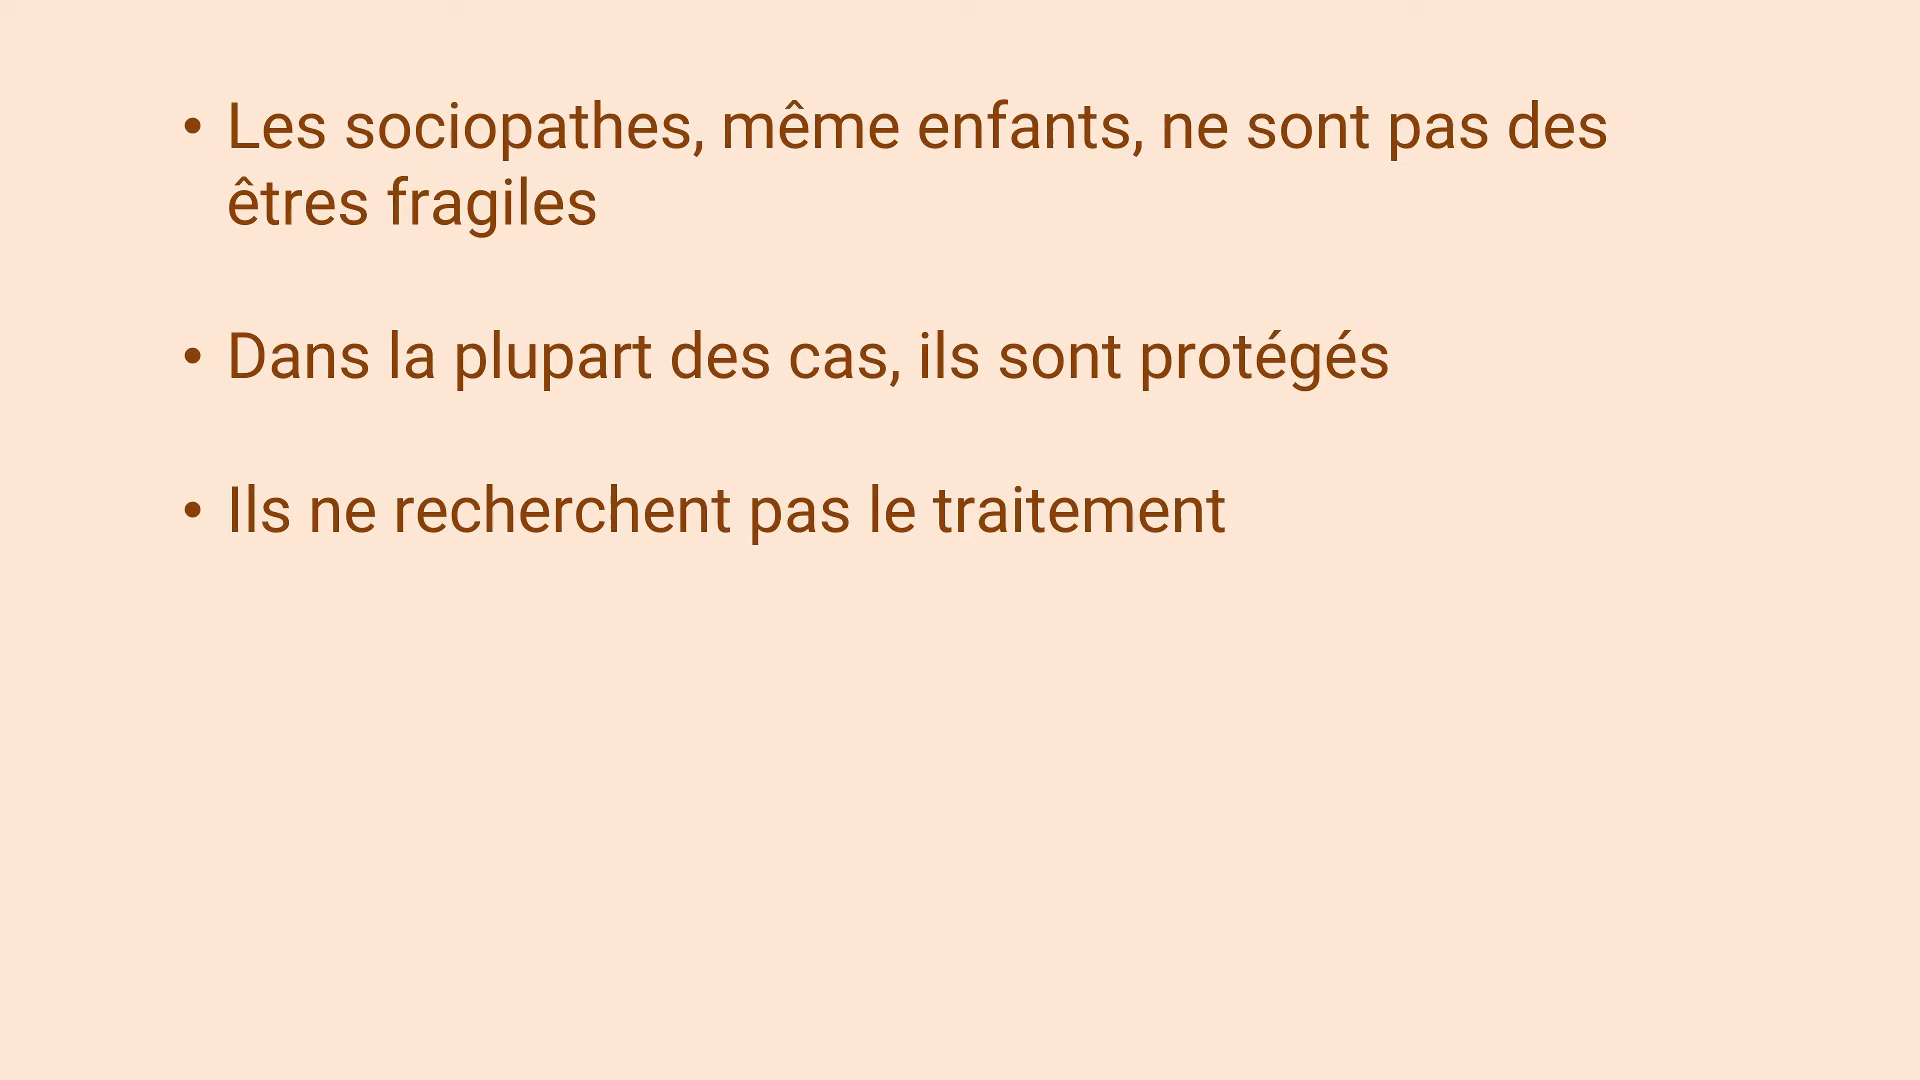 • Les sociopathes, même enfants, ne sont pas des
êtres fragiles
• Dans la plupart des cas, ils sont protégés
• Ils ne recherchent pas le traitement